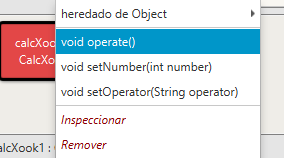 heredado de Object
calcXook
CalcXo
void operate()
void setNumber(int number)
void setOperator(String operator)
Inspeccionar
Remover
alcXook1 : C